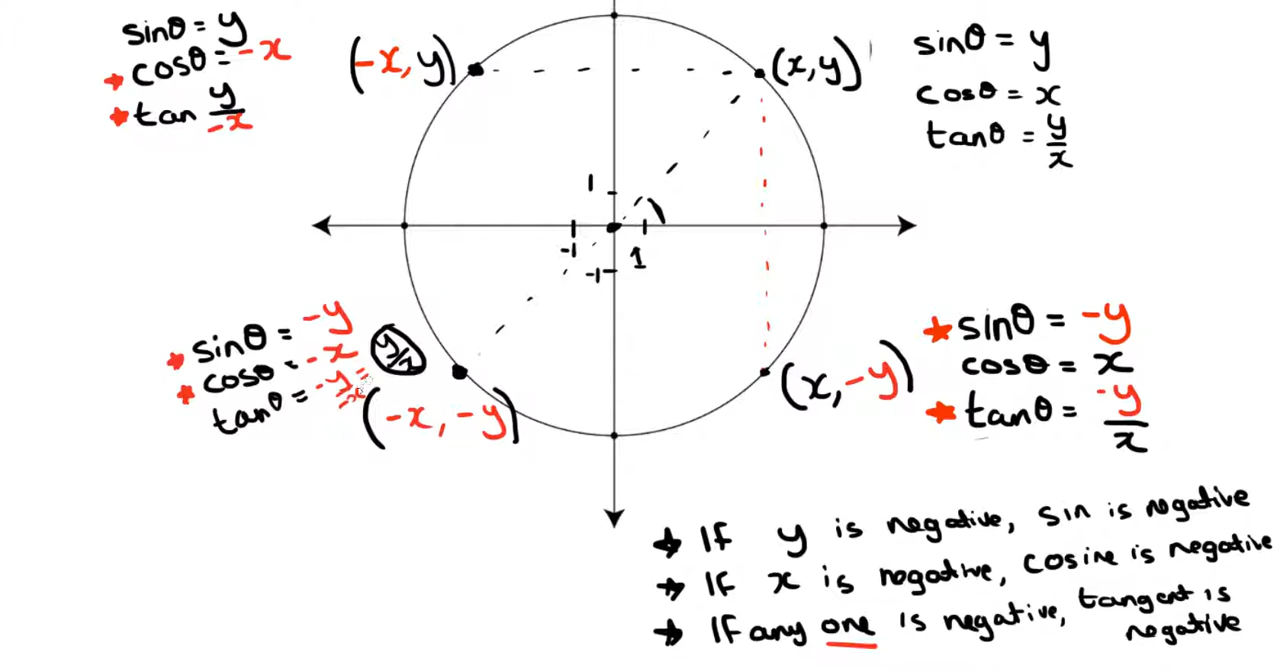 sinθ = y
cosθ = -x
tan y/-x
(-x, y)
(x, y)
sinθ = y
cosθ = x
tanθ = y/x
1
-1
1
-1
sinθ = -y
cosθ = -x
tanθ = -y/-x =
y/x
(-x, -y)
(x, -y)
sinθ = -y
cosθ = x
tanθ = -y/x
If y is negative, sin is negative
If x is negative, cosine is negative
If any one is negative, tangent is
negative